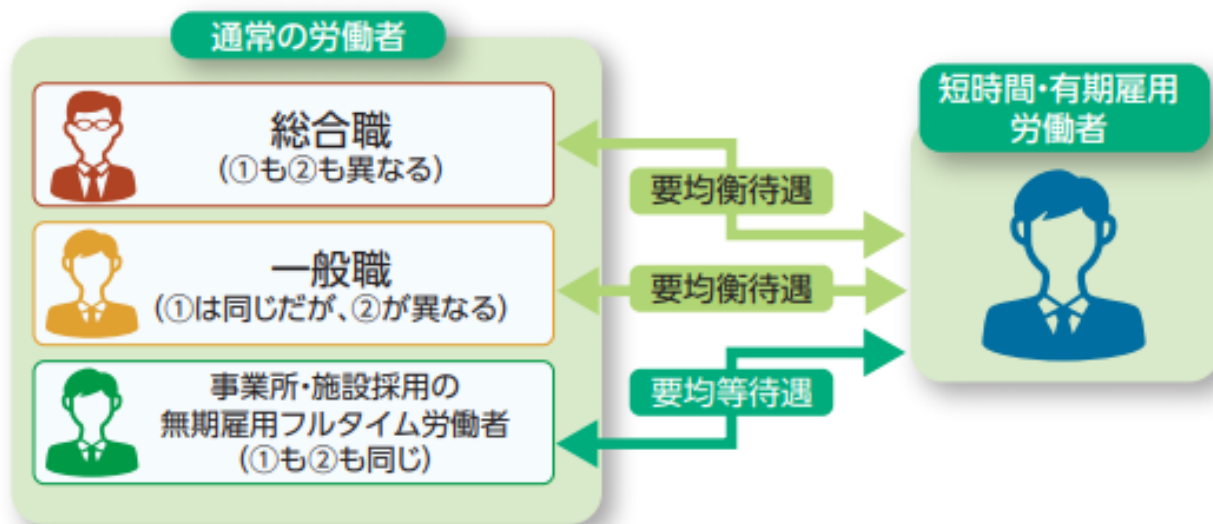 通常の労働者
総合職
(①も②も異なる)
一般職
(①は同じだが、②が異なる)
事業所・施設採用の
無期雇用フルタイム労働者
(①も②も同じ)
要均衡待遇
要均衡待遇
要均等待遇
短時間・有期雇用
労働者